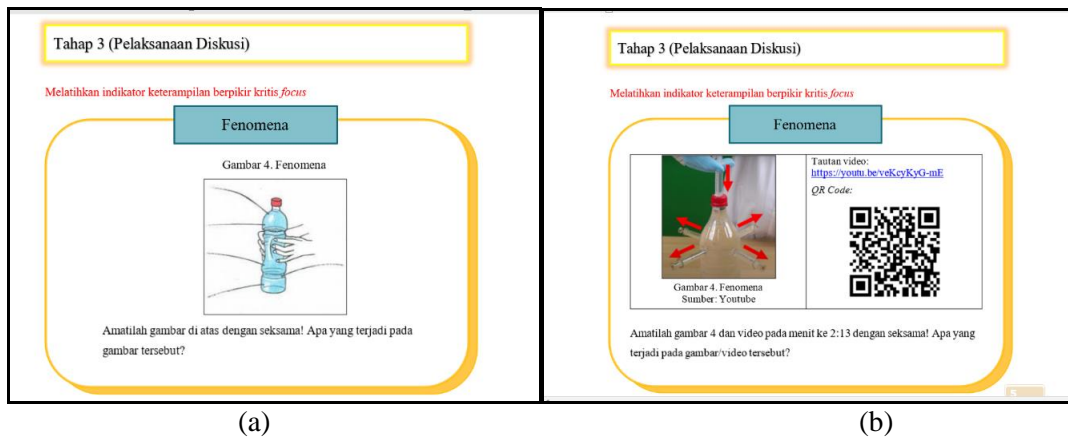 Tahap 3 (Pelaksanaan Diskusi)
Melatihkan indikator keterampilan berpikir kritis focus
Fenomena
Gambar 4. Fenomena
Amatilah gambar di atas dengan seksama! Apa yang terjadi pada
gambar tersebut?
(a)
Tahap 3 (Pelaksanaan Diskusi)
Melatihkan indikator keterampilan berpikir kritis focus
Fenomena
Gambar 4. Fenomena
Sumber: Youtube
Tautan video:
https://youtu.be/veKcyKyG-mE
QR Code:
Amatilah gambar 4 dan video pada menit ke 2:13 dengan seksama! Apa yang
terjadi pada gambar/video tersebut?
(b)